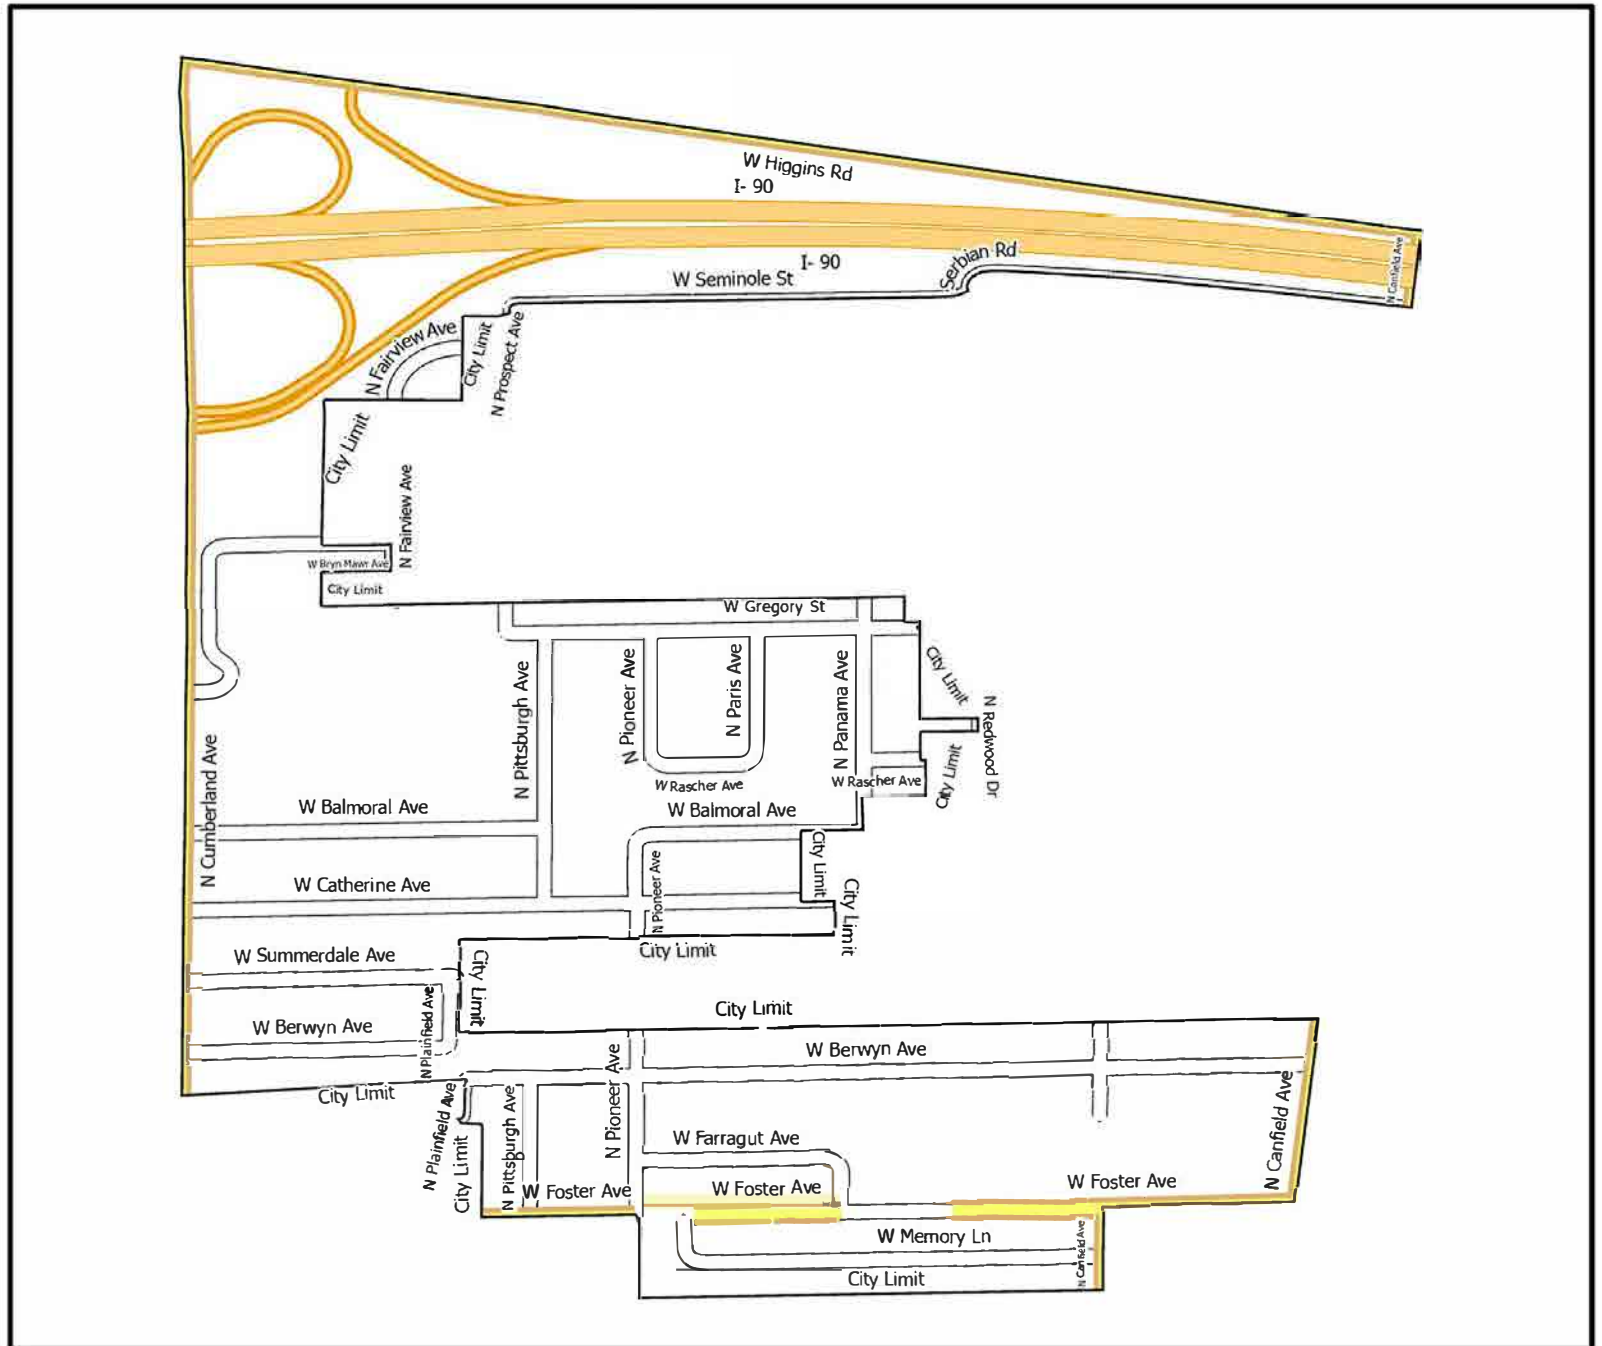 W Higgins Rd
I- 90
N Canfield Ave
I- 90
Serbian Rd
W Seminole St
N Fairview Ave
City Limit
N Prospect Ave
City Limit
N Fairview Ave
W Bryn Mawr Ave
City Limit
W Gregory St
N Pittsburgh Ave
N Pioneer Ave
N Paris Ave
N Panama Ave
City Limit
N Redwood Dr
City Limit
W Rascher Ave
W Rascher Ave
N Cumberland Ave
W Balmoral Ave
W Balmoral Ave
City Limit
W Catherine Ave
N Pioneer Ave
City Limit
City Limit
W Summerdale Ave
City Limit
N Plainfield Ave
W Berwyn Ave
City Limit
W Berwyn Ave
City Limit
N Plainfield Ave
City Limit
N Pittsburgh Ave
N Pioneer Ave
W Farragut Ave
N Canfield Ave
W Foster Ave
W Foster Ave
W Foster Ave
W Memory Ln
N Canfield Ave
City Limit